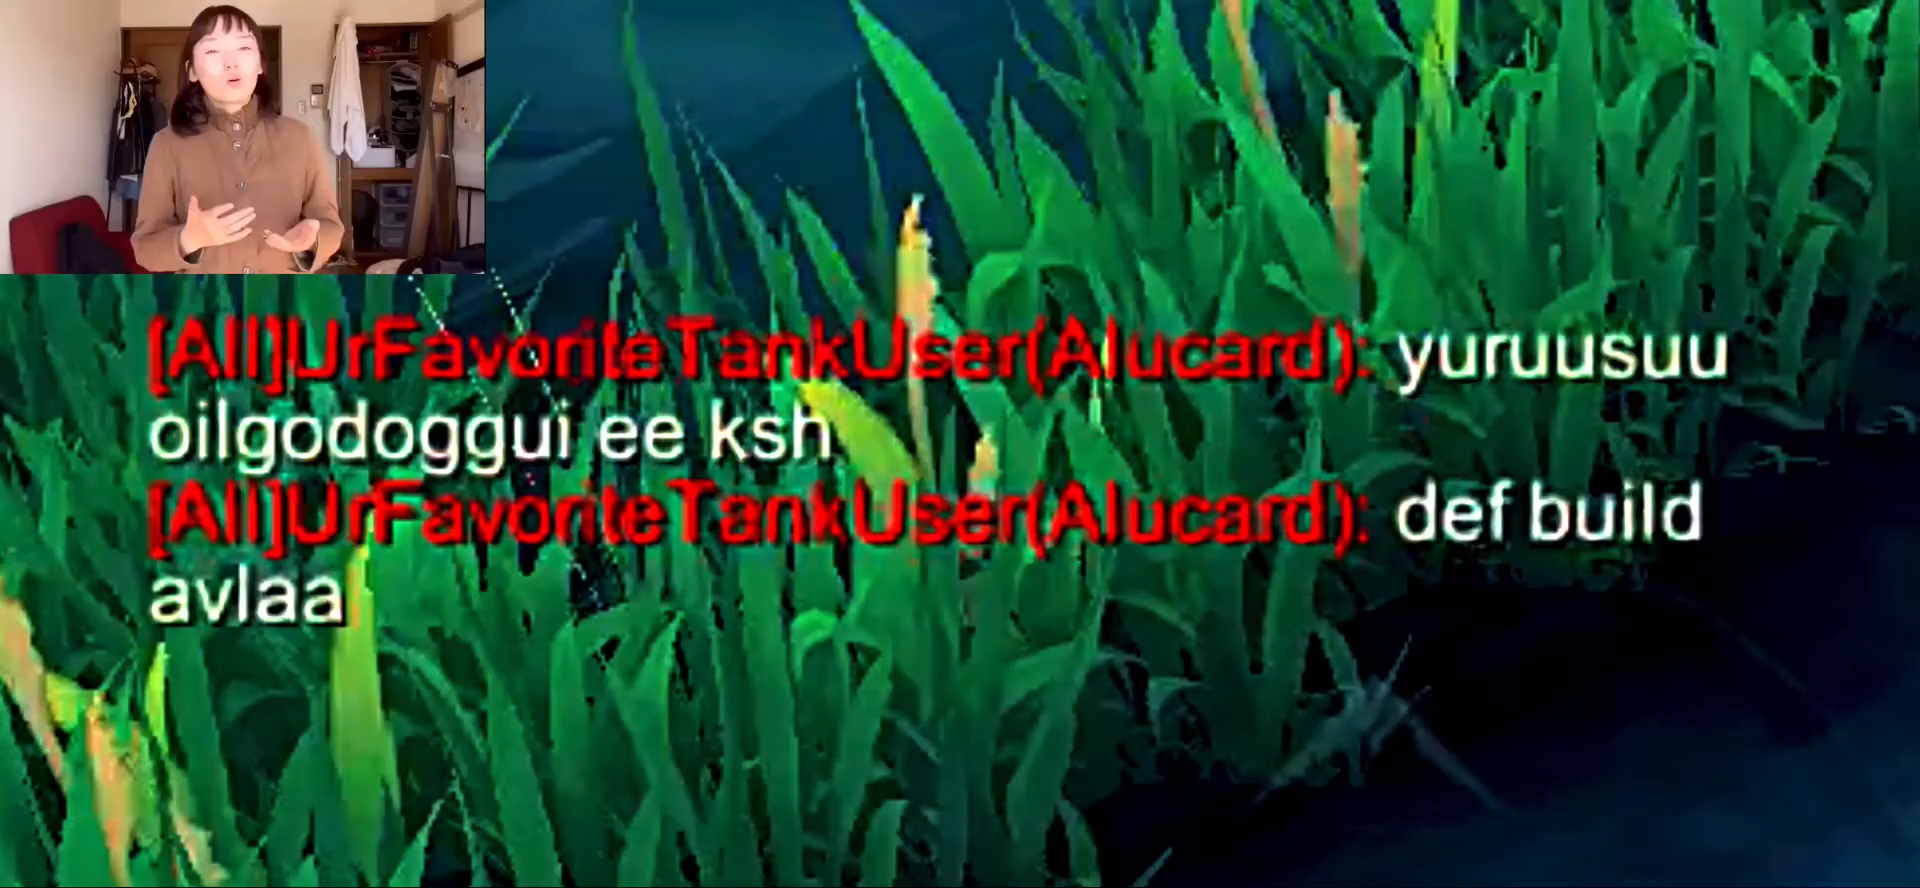 [All]UrFavoriteTankUser(Alucard): yuruusuu
oilgodoggui ee ksh
[All]UrFavoriteTankUser(Alucard): def build
avlaa